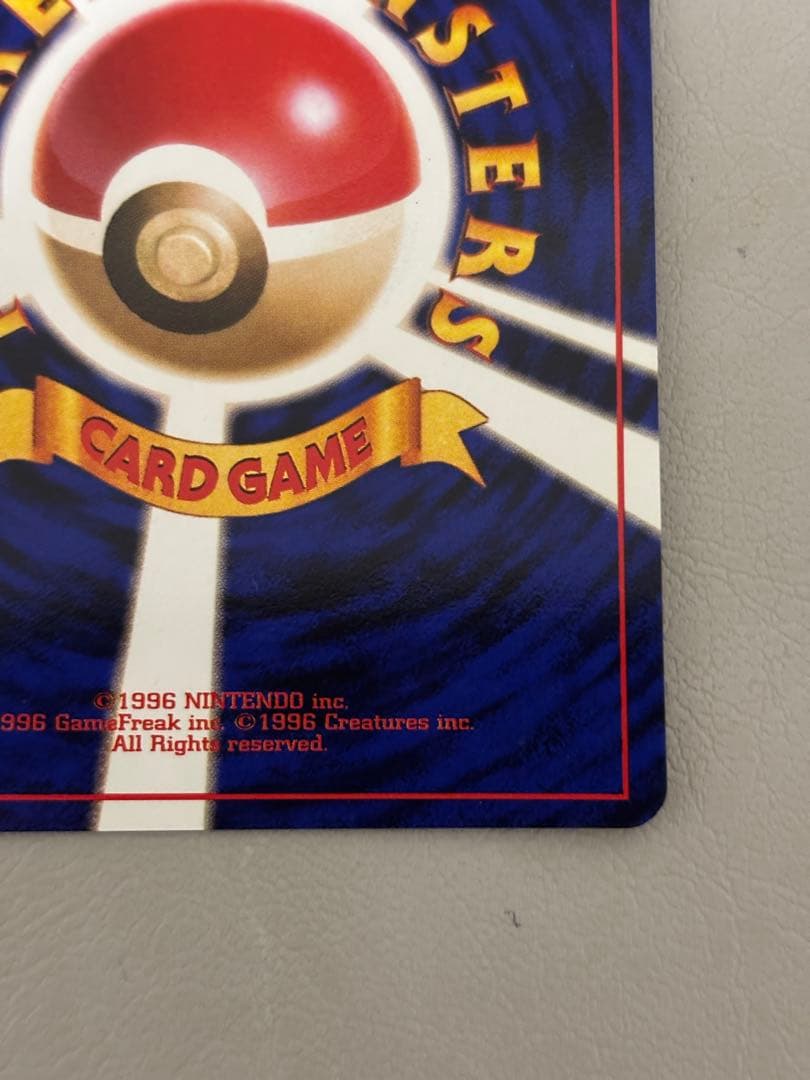 STERS
CARD GAME
©1996 NINTENDO inc.
996 GameFreak inc. ©1996 Creatures inc.
All Rights reserved.